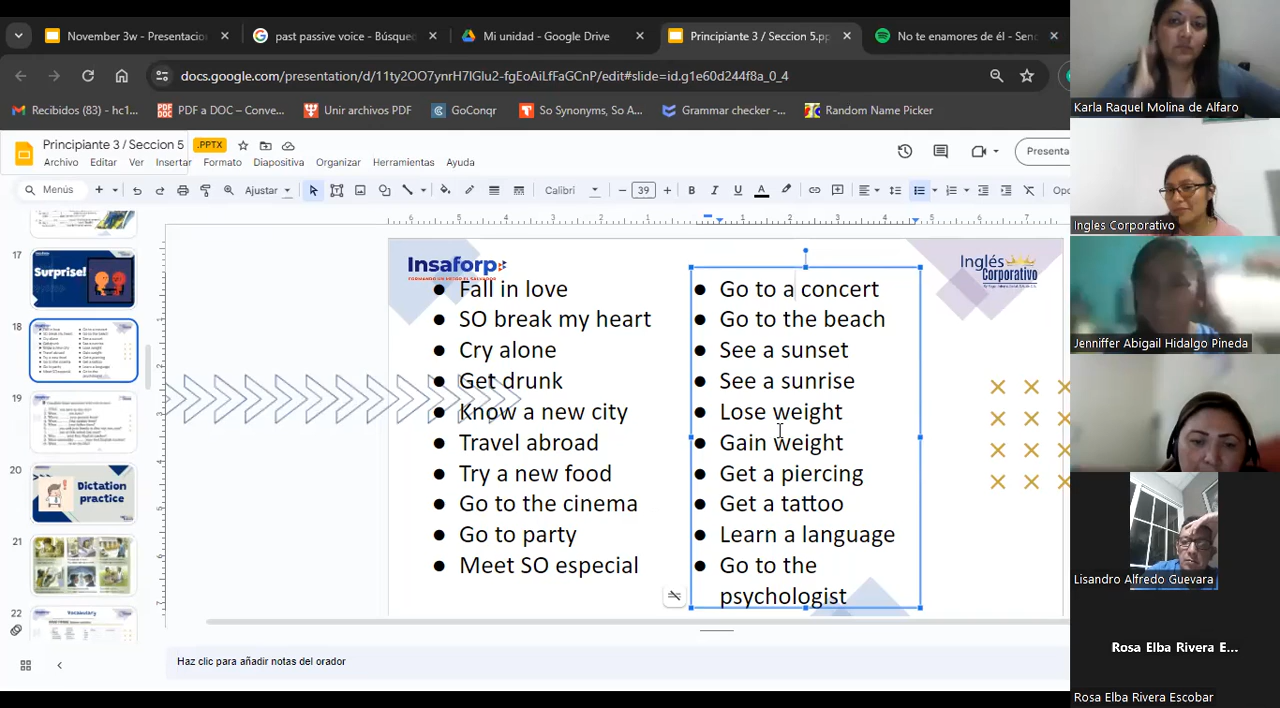 November 3w - Presentacio
past passive voice - Búsque
Mi unidad - Google Drive
Principiante 3 / Seccion 5.pp
No te enamores de él - Sen
docs.google.com/presentation/d/11ty2OO7ynrH7IGlu2-fgEoAiLfFaGCnP/edit#slide=id.g1e60d244f8a_0_4
Recibidos (83) - hc1...
PDF a DOC – Conve...
Unir archivos PDF
GoConqr
So Synonyms, So A...
Grammar checker -...
Random Name Picker
Principiante 3 / Seccion 5
.PPTX
Archivo Editar Ver Insertar Formato Diapositiva Organizar Herramientas Ayuda
Presenta
Menús
Ajustar
Calibri
39
Opc
17
Surprise!
18
19
20
Dictation
practice
21
22
Vocabulary
Insaforp
Inglés
Corporativo
Fall in love
SO break my heart
Cry alone
Get drunk
Know a new city
Travel abroad
Try a new food
Go to the cinema
Go to party
Meet SO especial
Go to a concert
Go to the beach
See a sunset
See a sunrise
Lose weight
Gain weight
Get a piercing
Get a tattoo
Learn a language
Go to the
psychologist
Haz clic para añadir notas del orador
Karla Raquel Molina de Alfaro
Ingles Corporativo
Jenniffer Abigail Hidalgo Pineda
Lisandro Alfredo Guevara
Rosa Elba Rivera E...
Rosa Elba Rivera Escobar